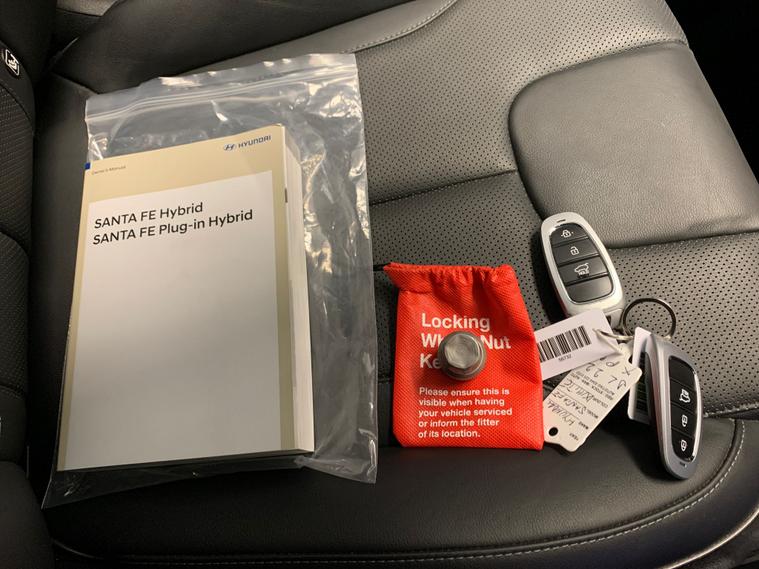 HYUNDAI
Owner's Manual
SANTA FE Hybrid
SANTA FE Plug-in Hybrid
Locking
Nut
Please ensure this is
visible when having
your vehicle serviced
or inform the fitter
of its location.